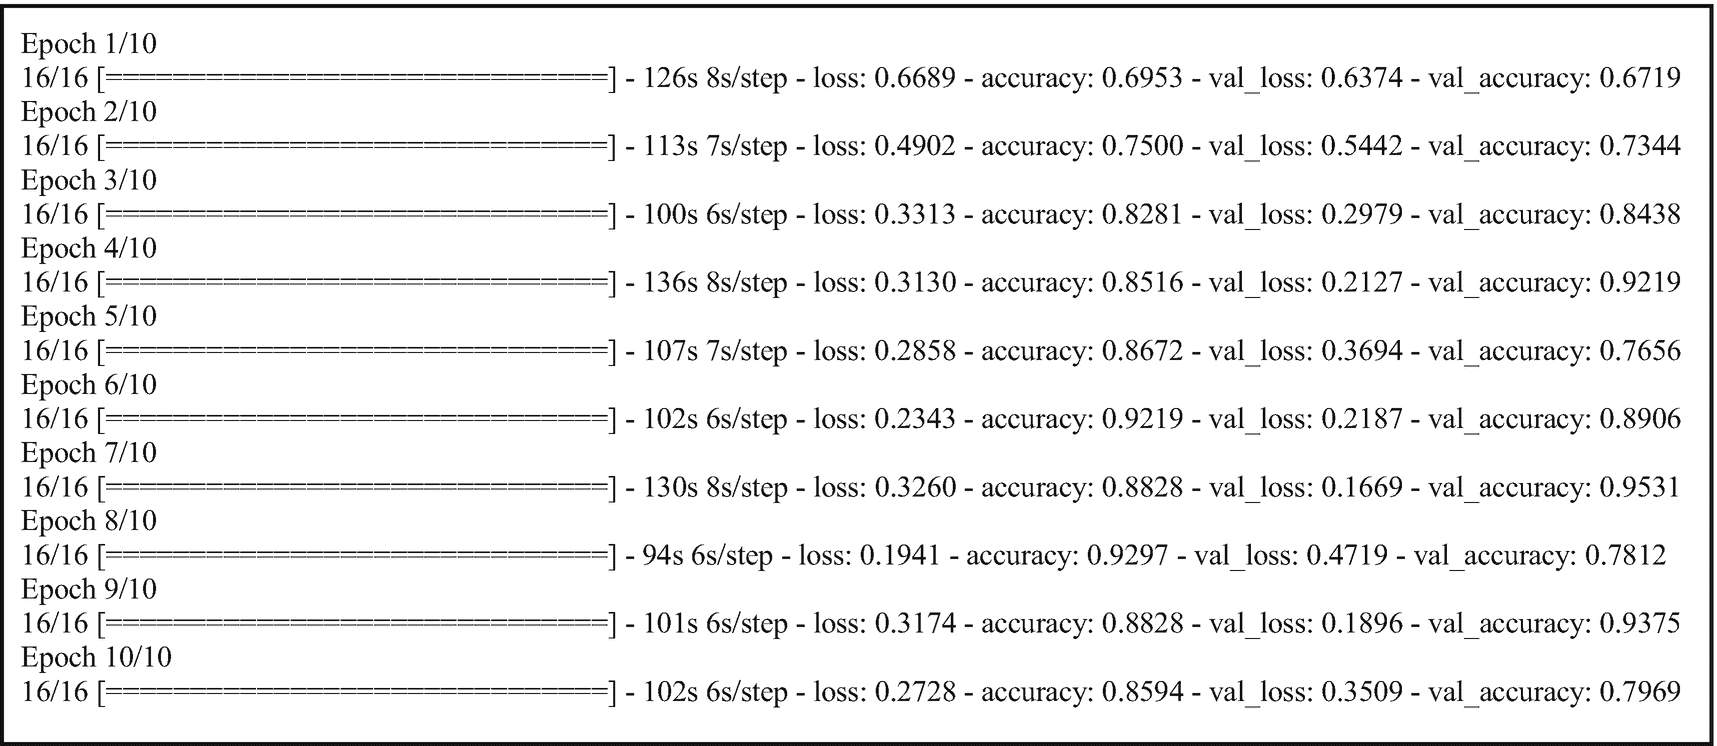 Epoch 1/10
16/16 [==============================] - 126s 8s/step - loss: 0.6689 - accuracy: 0.6953 - val_loss: 0.6374 - val_accuracy: 0.6719
Epoch 2/10
16/16 [==============================] - 113s 7s/step - loss: 0.4902 - accuracy: 0.7500 - val_loss: 0.5442 - val_accuracy: 0.7344
Epoch 3/10
16/16 [==============================] - 100s 6s/step - loss: 0.3313 - accuracy: 0.8281 - val_loss: 0.2979 - val_accuracy: 0.8438
Epoch 4/10
16/16 [==============================] - 136s 8s/step - loss: 0.3130 - accuracy: 0.8516 - val_loss: 0.2127 - val_accuracy: 0.9219
Epoch 5/10
16/16 [==============================] - 107s 7s/step - loss: 0.2858 - accuracy: 0.8672 - val_loss: 0.3694 - val_accuracy: 0.7656
Epoch 6/10
16/16 [==============================] - 102s 6s/step - loss: 0.2343 - accuracy: 0.9219 - val_loss: 0.2187 - val_accuracy: 0.8906
Epoch 7/10
16/16 [==============================] - 130s 8s/step - loss: 0.3260 - accuracy: 0.8828 - val_loss: 0.1669 - val_accuracy: 0.9531
Epoch 8/10
16/16 [==============================] - 94s 6s/step - loss: 0.1941 - accuracy: 0.9297 - val_loss: 0.4719 - val_accuracy: 0.7812
Epoch 9/10
16/16 [==============================] - 101s 6s/step - loss: 0.3174 - accuracy: 0.8828 - val_loss: 0.1896 - val_accuracy: 0.9375
Epoch 10/10
16/16 [==============================] - 102s 6s/step - loss: 0.2728 - accuracy: 0.8594 - val_loss: 0.3509 - val_accuracy: 0.7969